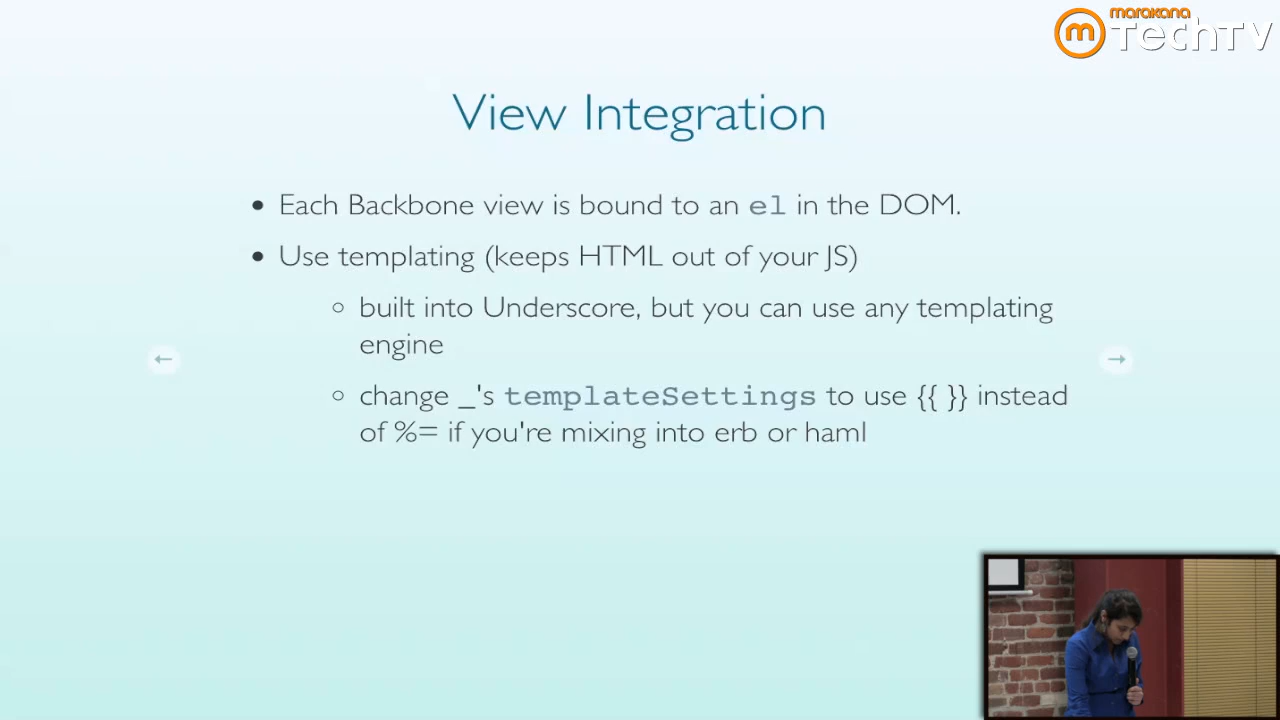 marakana
TechTV
View Integration
• Each Backbone view is bound to an el in the DOM.
• Use templating (keeps HTML out of your JS)
◦ built into Underscore, but you can use any templating
engine
◦ change _'s templateSettings to use {{ }} instead
of %= if you're mixing into erb or haml